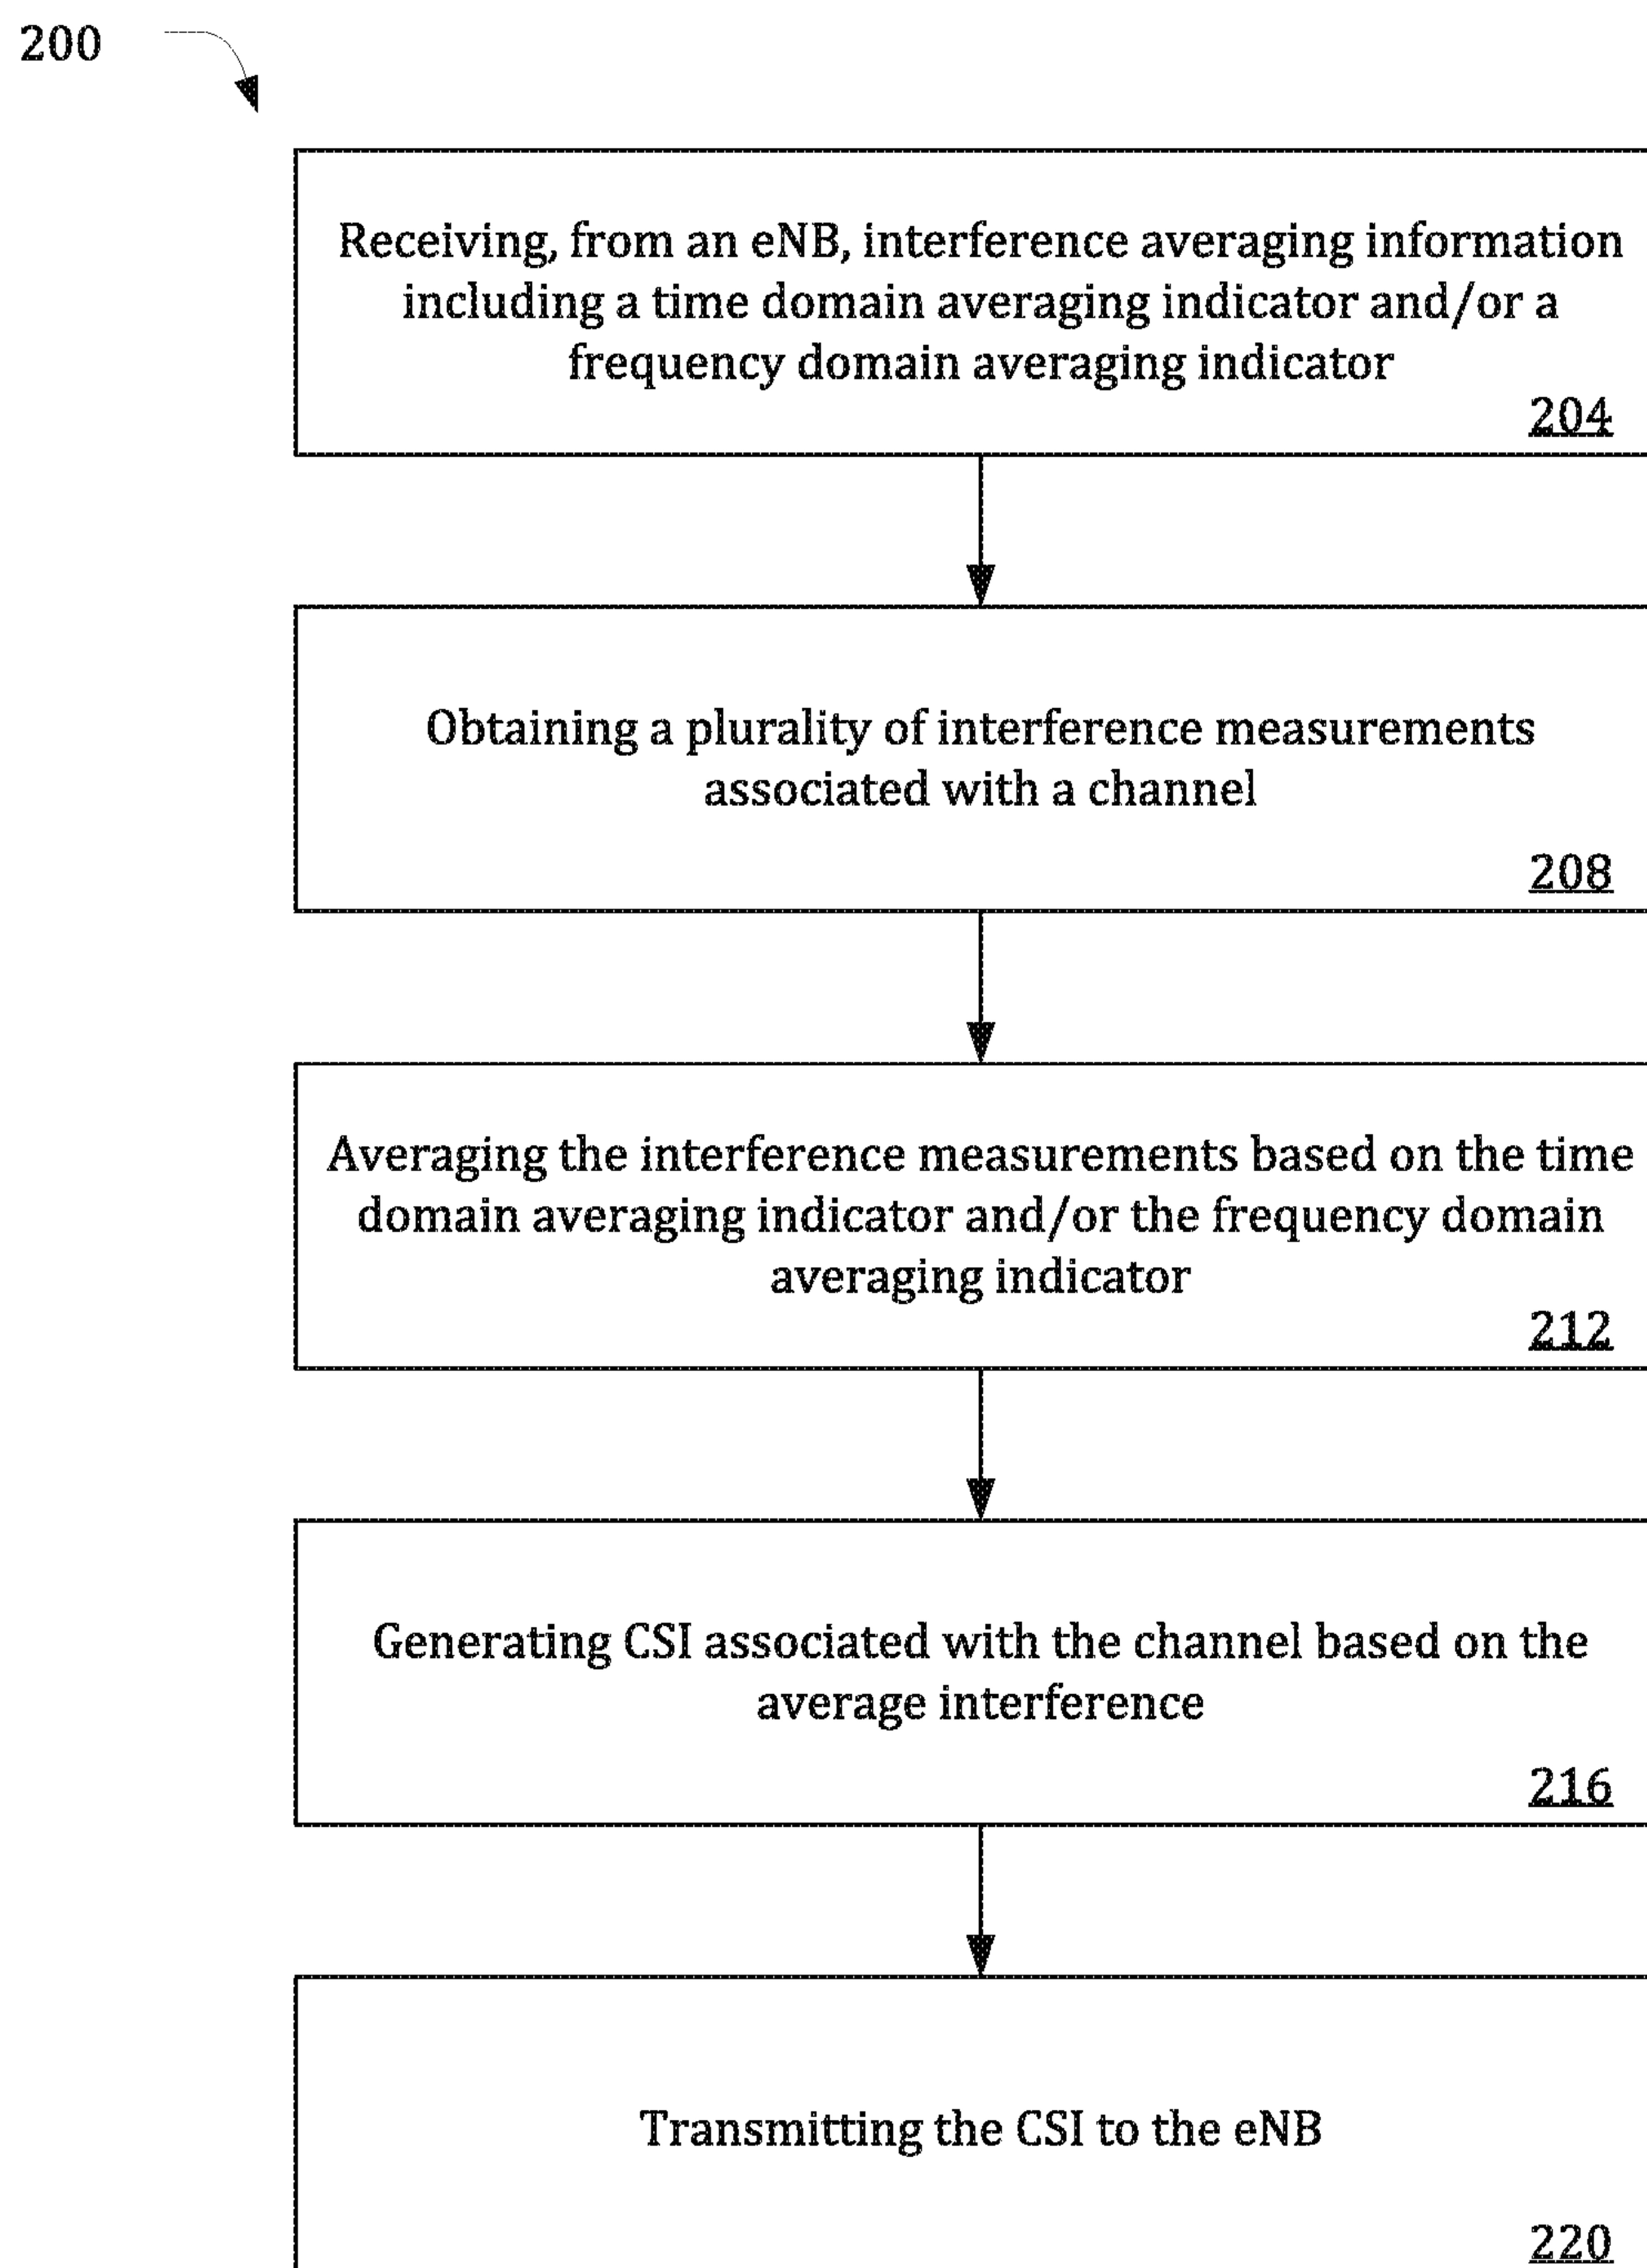 200
Receiving, from an eNB, interference averaging information
including a time domain averaging indicator and/or a
frequency domain averaging indicator
204
Obtaining a plurality of interference measurements
associated with a channel
208
Averaging the interference measurements based on the time
domain averaging indicator and/or the frequency domain
averaging indicator
212
Generating CSI associated with the channel based on the
average interference
216
Transmitting the CSI to the eNB
220